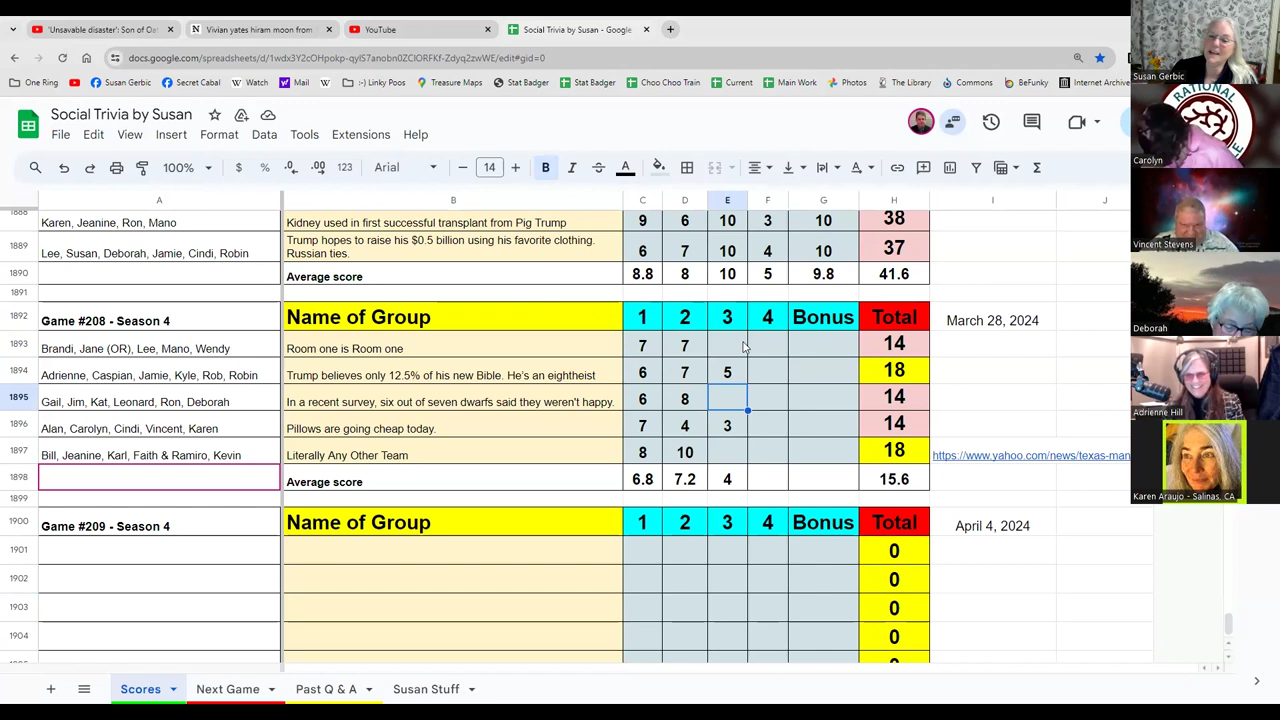 'Unsavable disaster': Son of Da
Vivian yates hiram moon from
YouTube
Social Trivia by Susan - Google
docs.google.com/spreadsheets/d/1wdx3Y2cOHpokp-qyIS7anobn0ZClORFKf-Zdyq2zwWE/edit#gid=0
One Ring
Susan Gerbic
Secret Cabal
Watch
Mail
:-) Linky Poos
Gesture Maps
Stat Badger
Stat Badger
Choo Choo Train
Current
Main Work
Photos
The Library
Commons
BeFunky
Internet Archive
Social Trivia by Susan
File Edit View Insert Format Data Tools Extensions Help
100% $ % .0 .00 123 Arial 14 B I
A B C D E F G H I J
1888 Karen, Jeanine, Ron, Mano Kidney used in first successful transplant from Pig Trump 9 6 10 3 10 38
1889 Lee, Susan, Deborah, Jamie, Cindi, Robin Trump hopes to raise his $0.5 billion using his favorite clothing. Russian ties. 6 7 10 4 10 37
1890 Average score 8.8 8 10 5 9.8 41.6
1891
1892 Game #208 - Season 4 Name of Group 1 2 3 4 Bonus Total March 28, 2024
1893 Brandi, Jane (OR), Lee, Mano, Wendy Room one is Room one 7 7 14
1894 Adrienne, Caspian, Jamie, Kyle, Rob, Robin Trump believes only 12.5% of his new Bible. He's an eightheist 6 7 5 18
1895 Gail, Jim, Kat, Leonard, Ron, Deborah In a recent survey, six out of seven dwarfs said they weren't happy. 6 8 14
1896 Alan, Carolyn, Cindi, Vincent, Karen Pillows are going cheap today. 7 4 3 14
1897 Bill, Jeanine, Karl, Faith & Ramiro, Kevin Literally Any Other Team 8 10 18 https://www.yahoo.com/news/texas-man
1898 Average score 6.8 7.2 4 15.6
1899
1900 Game #209 - Season 4 Name of Group 1 2 3 4 Bonus Total April 4, 2024
1901 0
1902 0
1903 0
1904 0
Scores Next Game Past Q & A Susan Stuff
Susan Gerbic
RATIONAL
Carolyn
Vincent Stevens
Deborah
Adrienne Hill
Karen Araujo - Salinas, CA